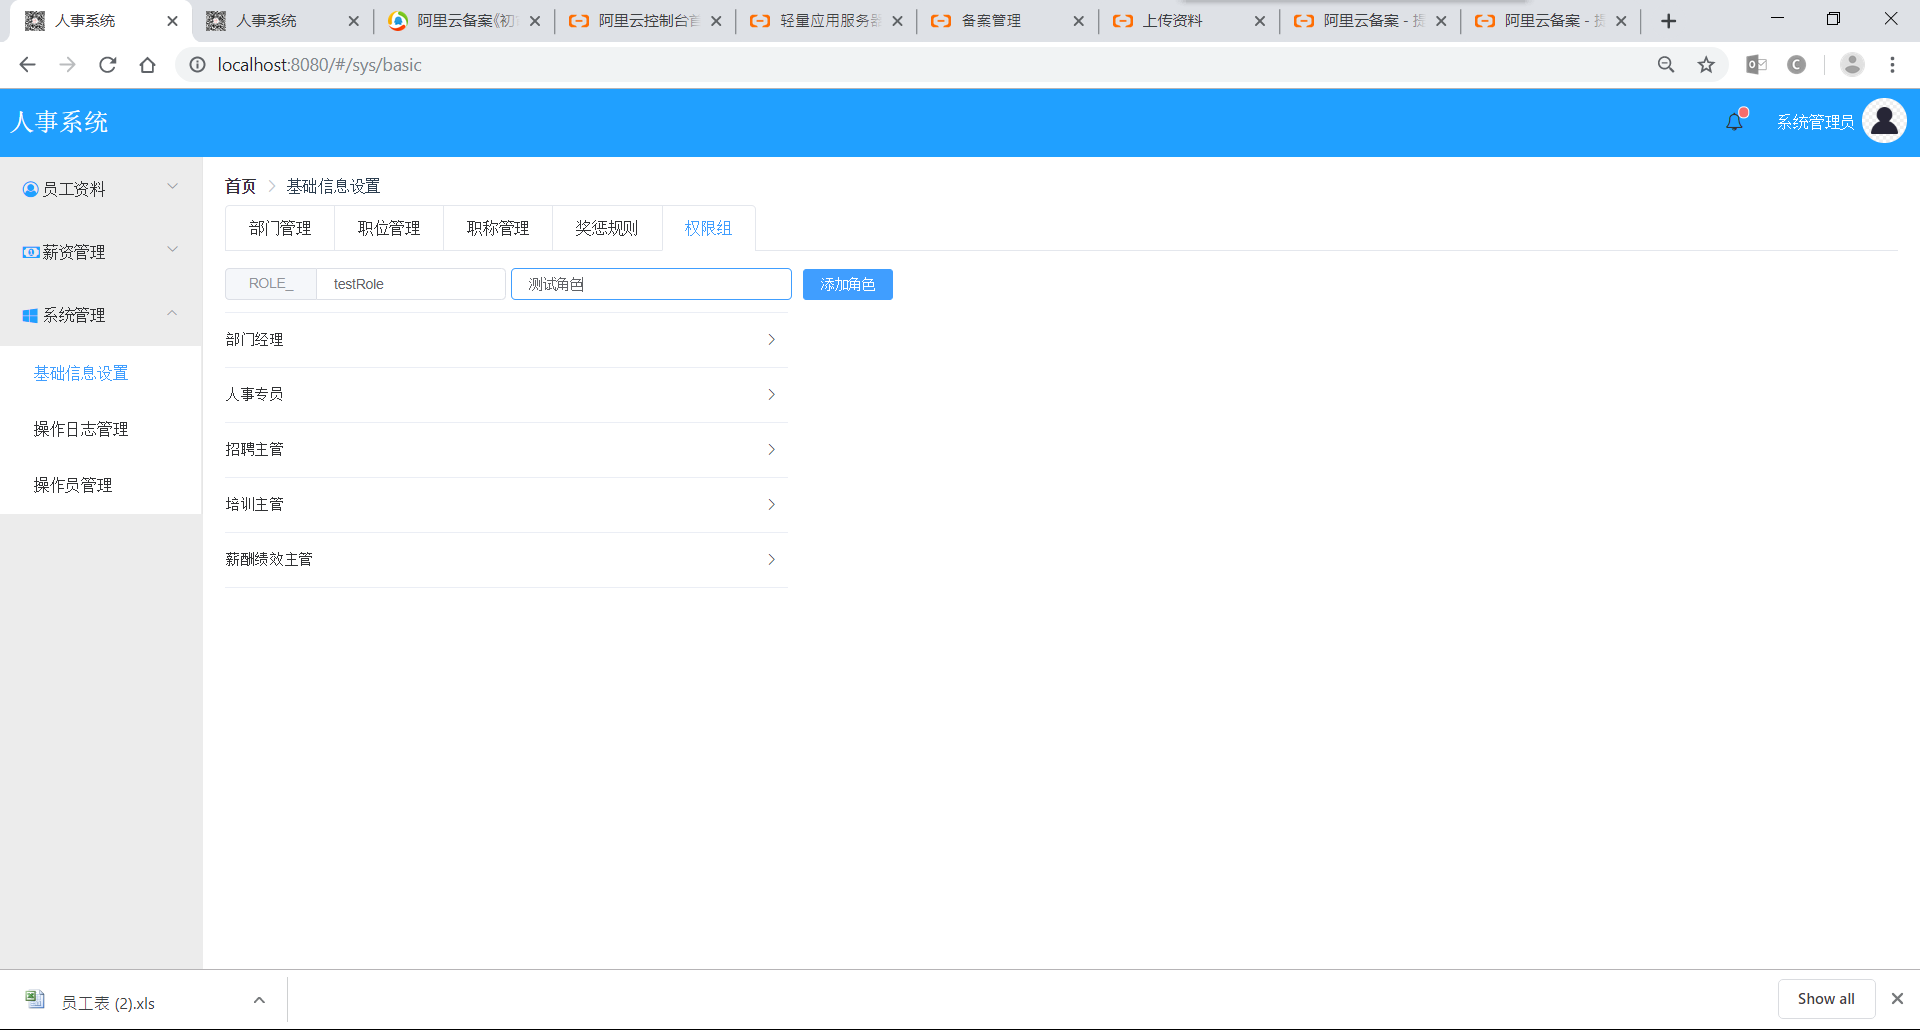 人事系统
人事系统
阿里云备案《初
阿里云控制台首
轻量应用服务器
备案管理
上传资料
阿里云备案 - 提
阿里云备案 - 提
localhost:8080/#/sys/basic
人事系统
系统管理员
员工资料
薪资管理
系统管理
基础信息设置
操作日志管理
操作员管理
首页 > 基础信息设置
部门管理
职位管理
职称管理
奖惩规则
权限组
ROLE_
testRole
测试角色
添加角色
部门经理
人事专员
招聘主管
培训主管
薪酬绩效主管
员工表 (2).xls
Show all